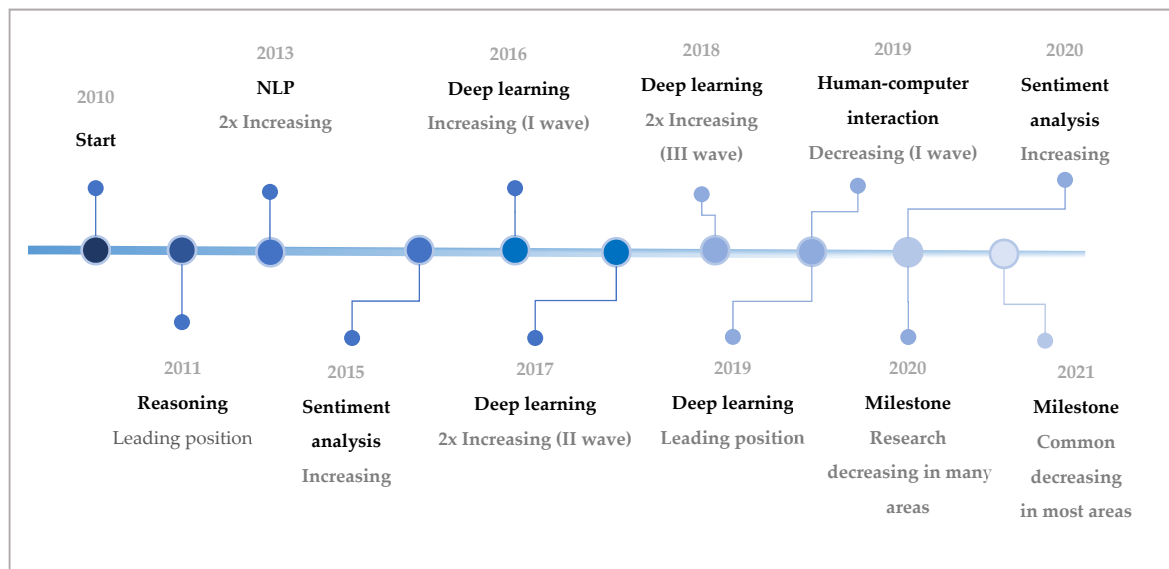 2010
Start
2013
NLP
2x Increasing
2016
Deep learning
Increasing (I wave)
2018
Deep learning
2x Increasing
(III wave)
2019
Human-computer
interaction
Decreasing (I wave)
2020
Sentiment
analysis
Increasing
2011
Reasoning
Leading position
2015
Sentiment
analysis
Increasing
2017
Deep learning
2x Increasing (II wave)
2019
Deep learning
Leading position
2020
Milestone
Research
decreasing in many
areas
2021
Milestone
Common
decreasing
in most areas